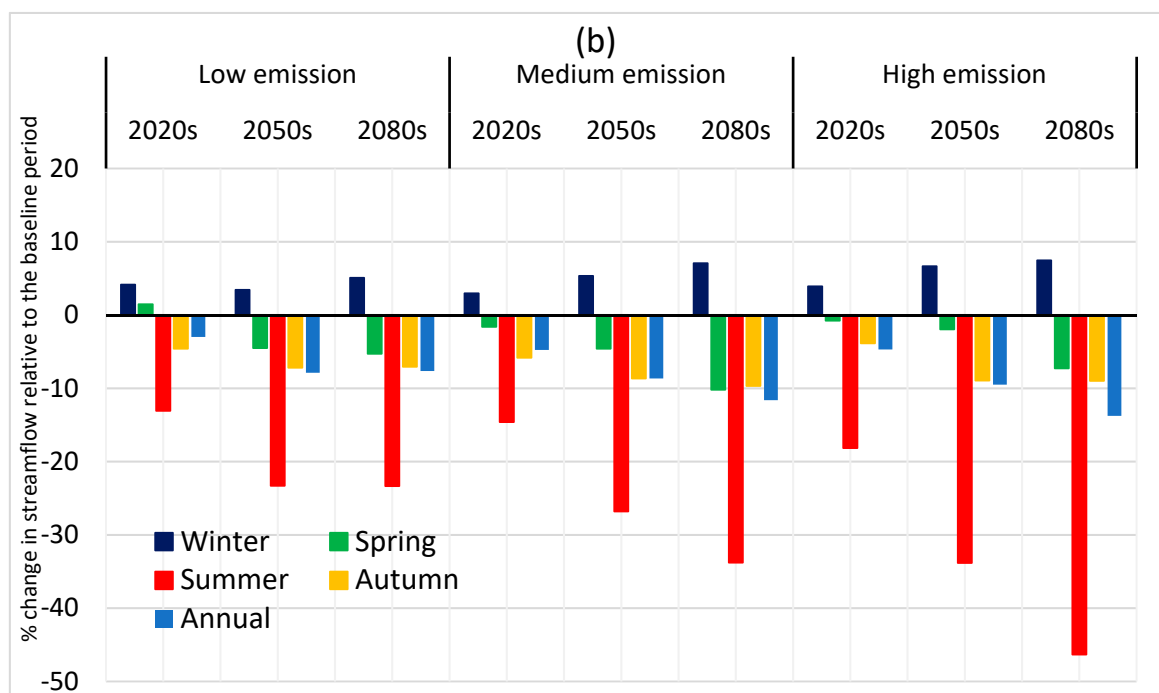 (b)
Low emission Medium emission High emission
2020s 2050s 2080s 2020s 2050s 2080s 2020s 2050s 2080s
% change in streamflow relative to the baseline period
20
10
0
-10
-20
-30
-40
-50
Winter Spring
Summer Autumn
Annual